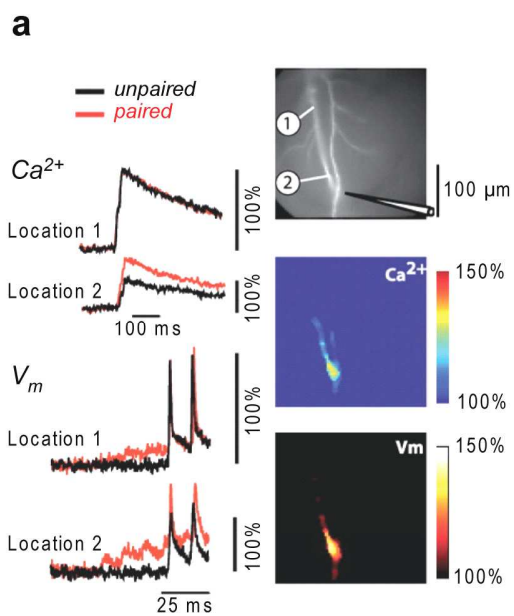 a
unpaired
paired
Ca2+
Location 1
100%
Location 2
100%
100 ms
Vm
Location 1
100%
Location 2
100%
25 ms
1
2
100 µm
Ca2+
150%
100%
Vm
150%
100%